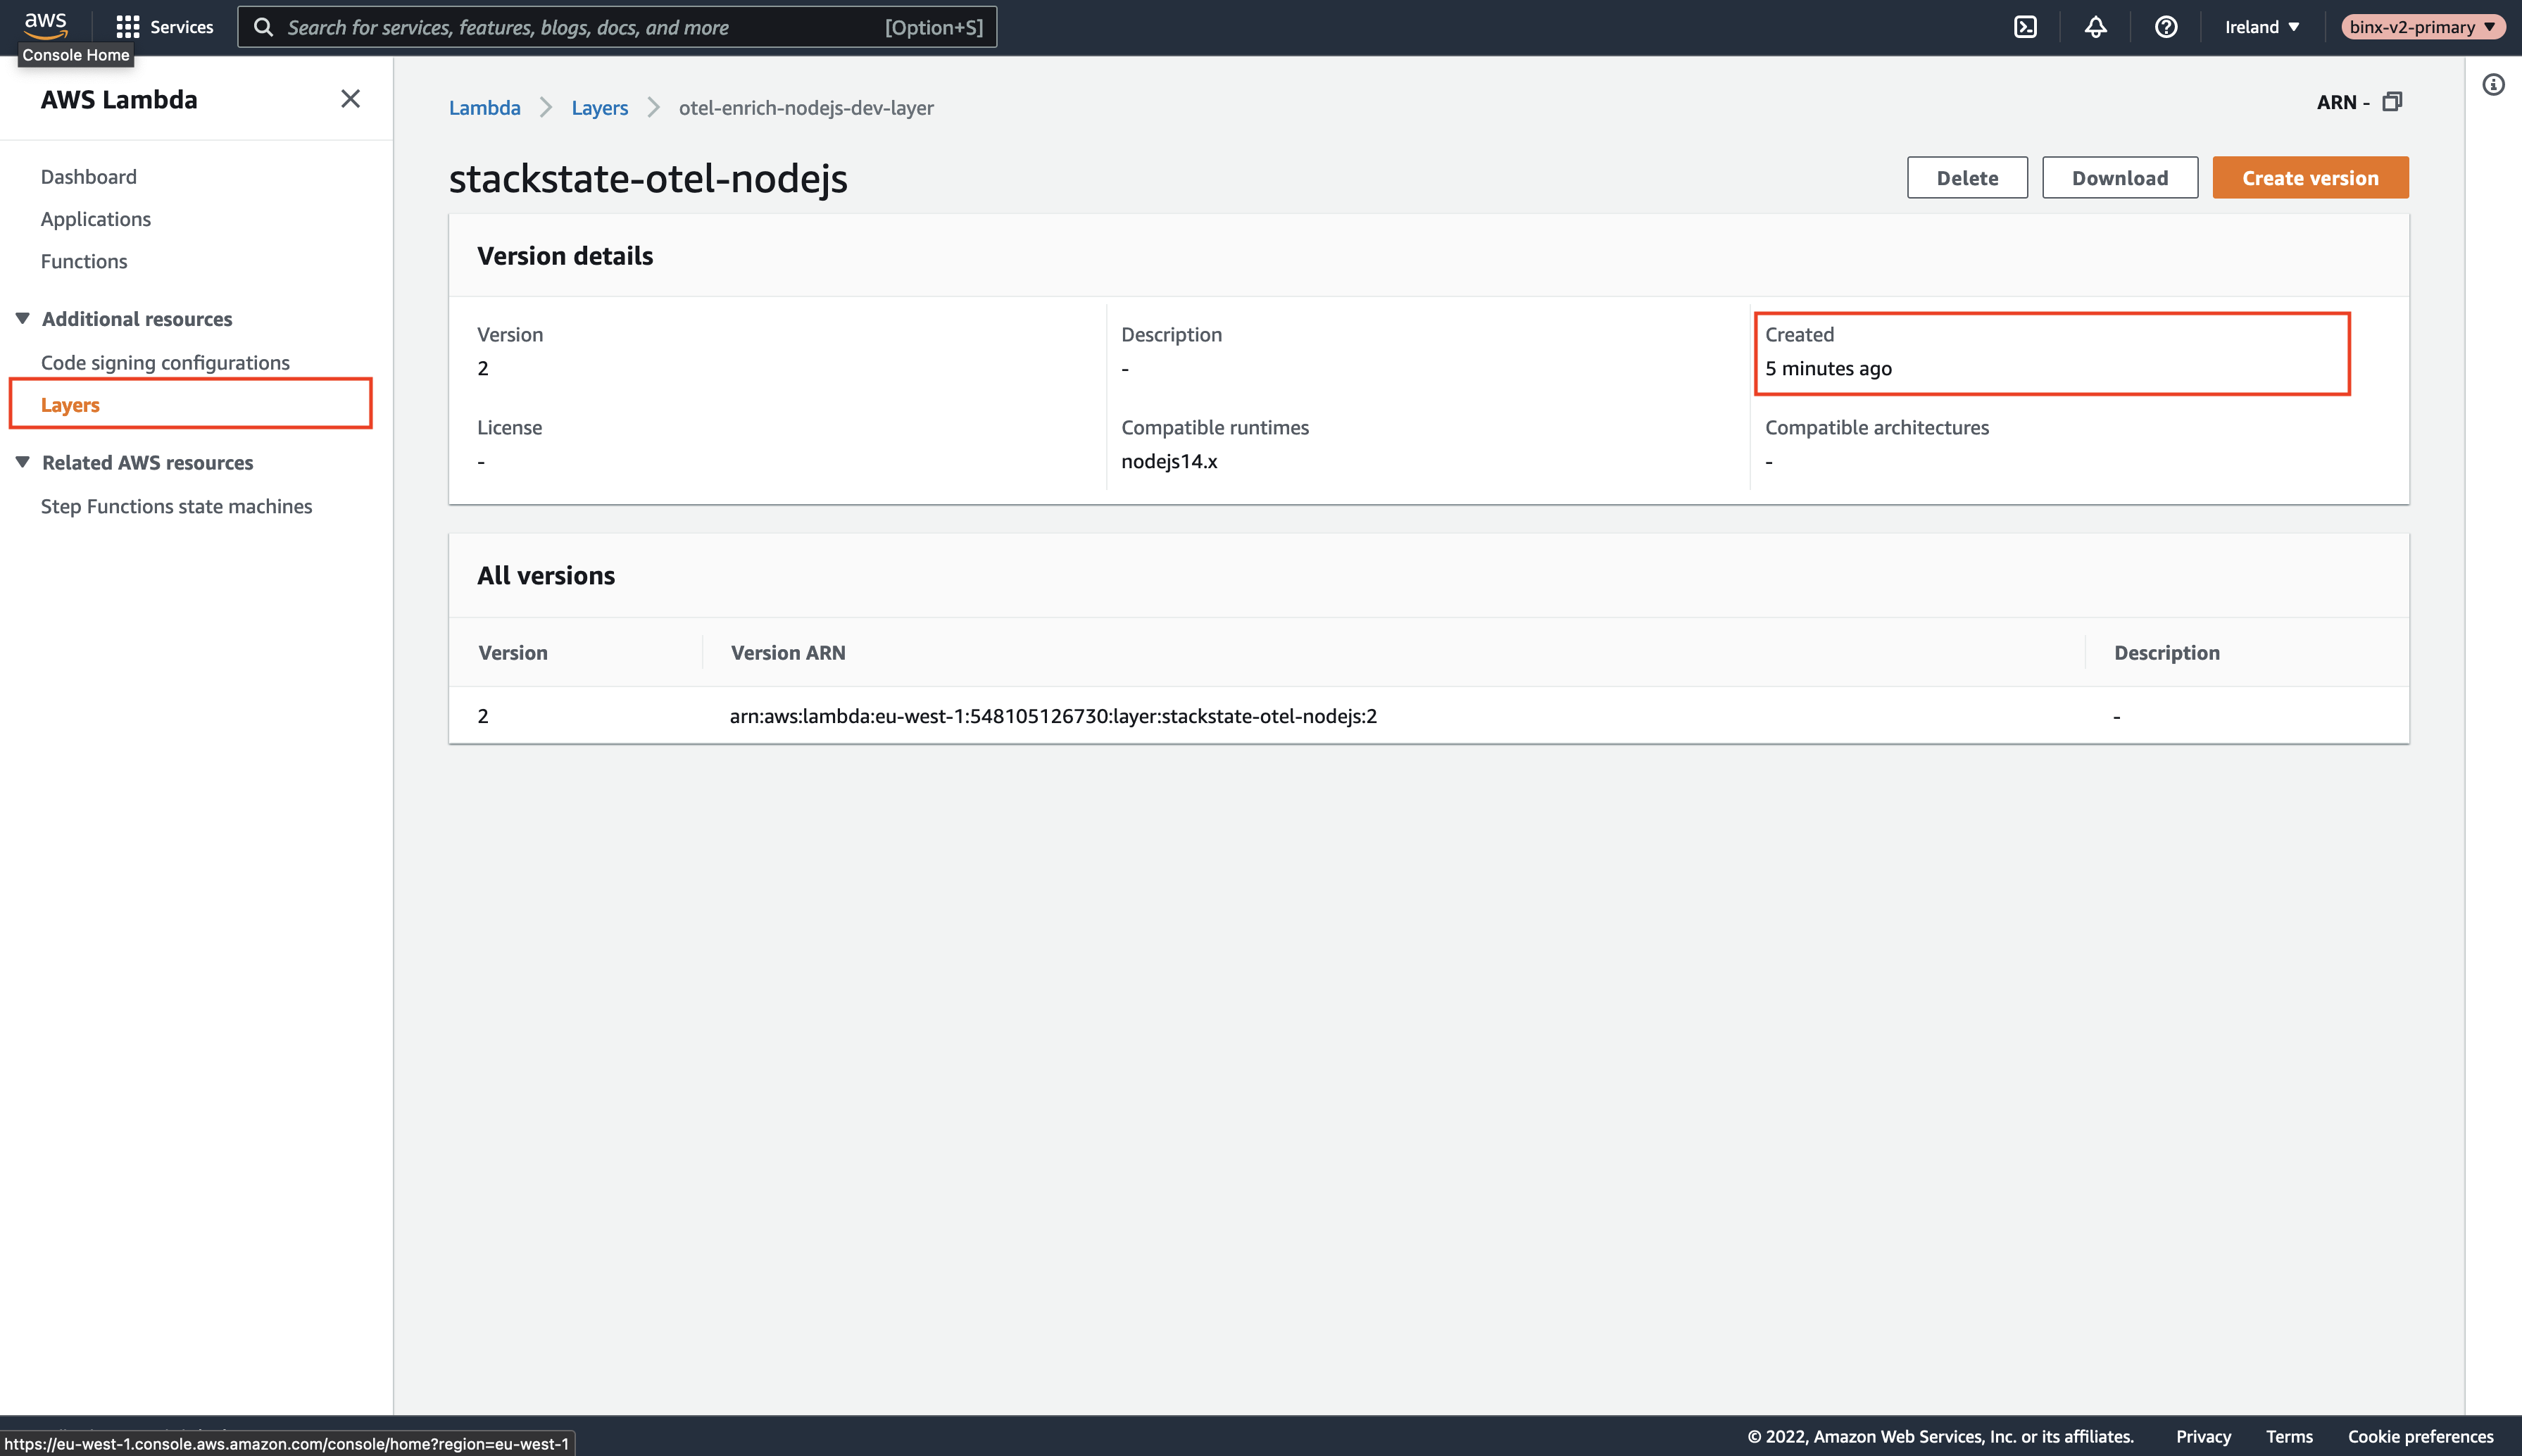 aws
Services
Search for services, features, blogs, docs, and more [Option+S]
Ireland
binx-v2-primary
Console Home
AWS Lambda
Dashboard
Applications
Functions
Additional resources
Code signing configurations
Layers
Related AWS resources
Step Functions state machines
Lambda Layers otel-enrich-nodejs-dev-layer
ARN -
stackstate-otel-nodejs
Delete
Download
Create version
Version details
Version
2
Description
-
Created
5 minutes ago
License
-
Compatible runtimes
nodejs14.x
Compatible architectures
-
All versions
Version Version ARN Description
2 arn:aws:lambda:eu-west-1:548105126730:layer:stackstate-otel-nodejs:2 -
https://eu-west-1.console.aws.amazon.com/console/home?region=eu-west-1
© 2022, Amazon Web Services, Inc. or its affiliates. Privacy Terms Cookie preferences